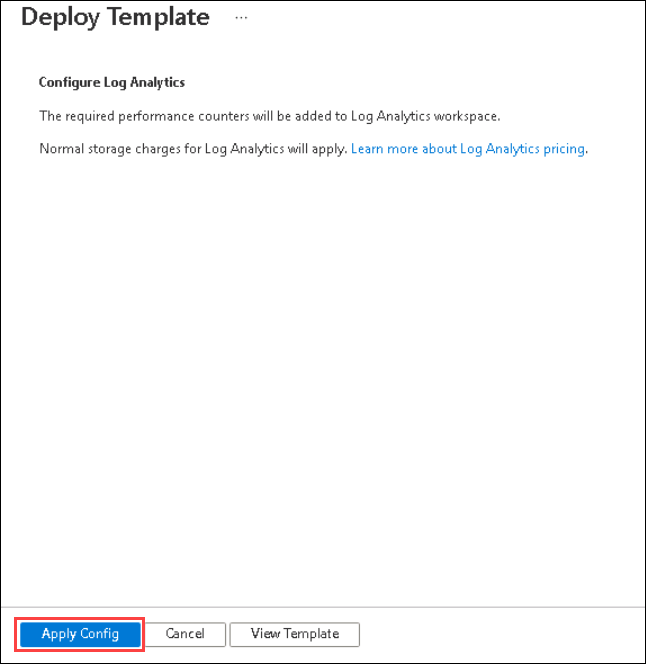 Deploy Template ...
Configure Log Analytics
The required performance counters will be added to Log Analytics workspace.
Normal storage charges for Log Analytics will apply. Learn more about Log Analytics pricing.
Apply Config Cancel View Template